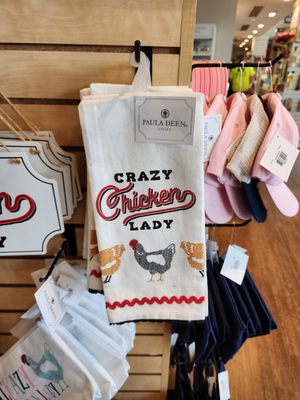 PAULA DEEN
STORE
CRAZY
Chicken
LADY